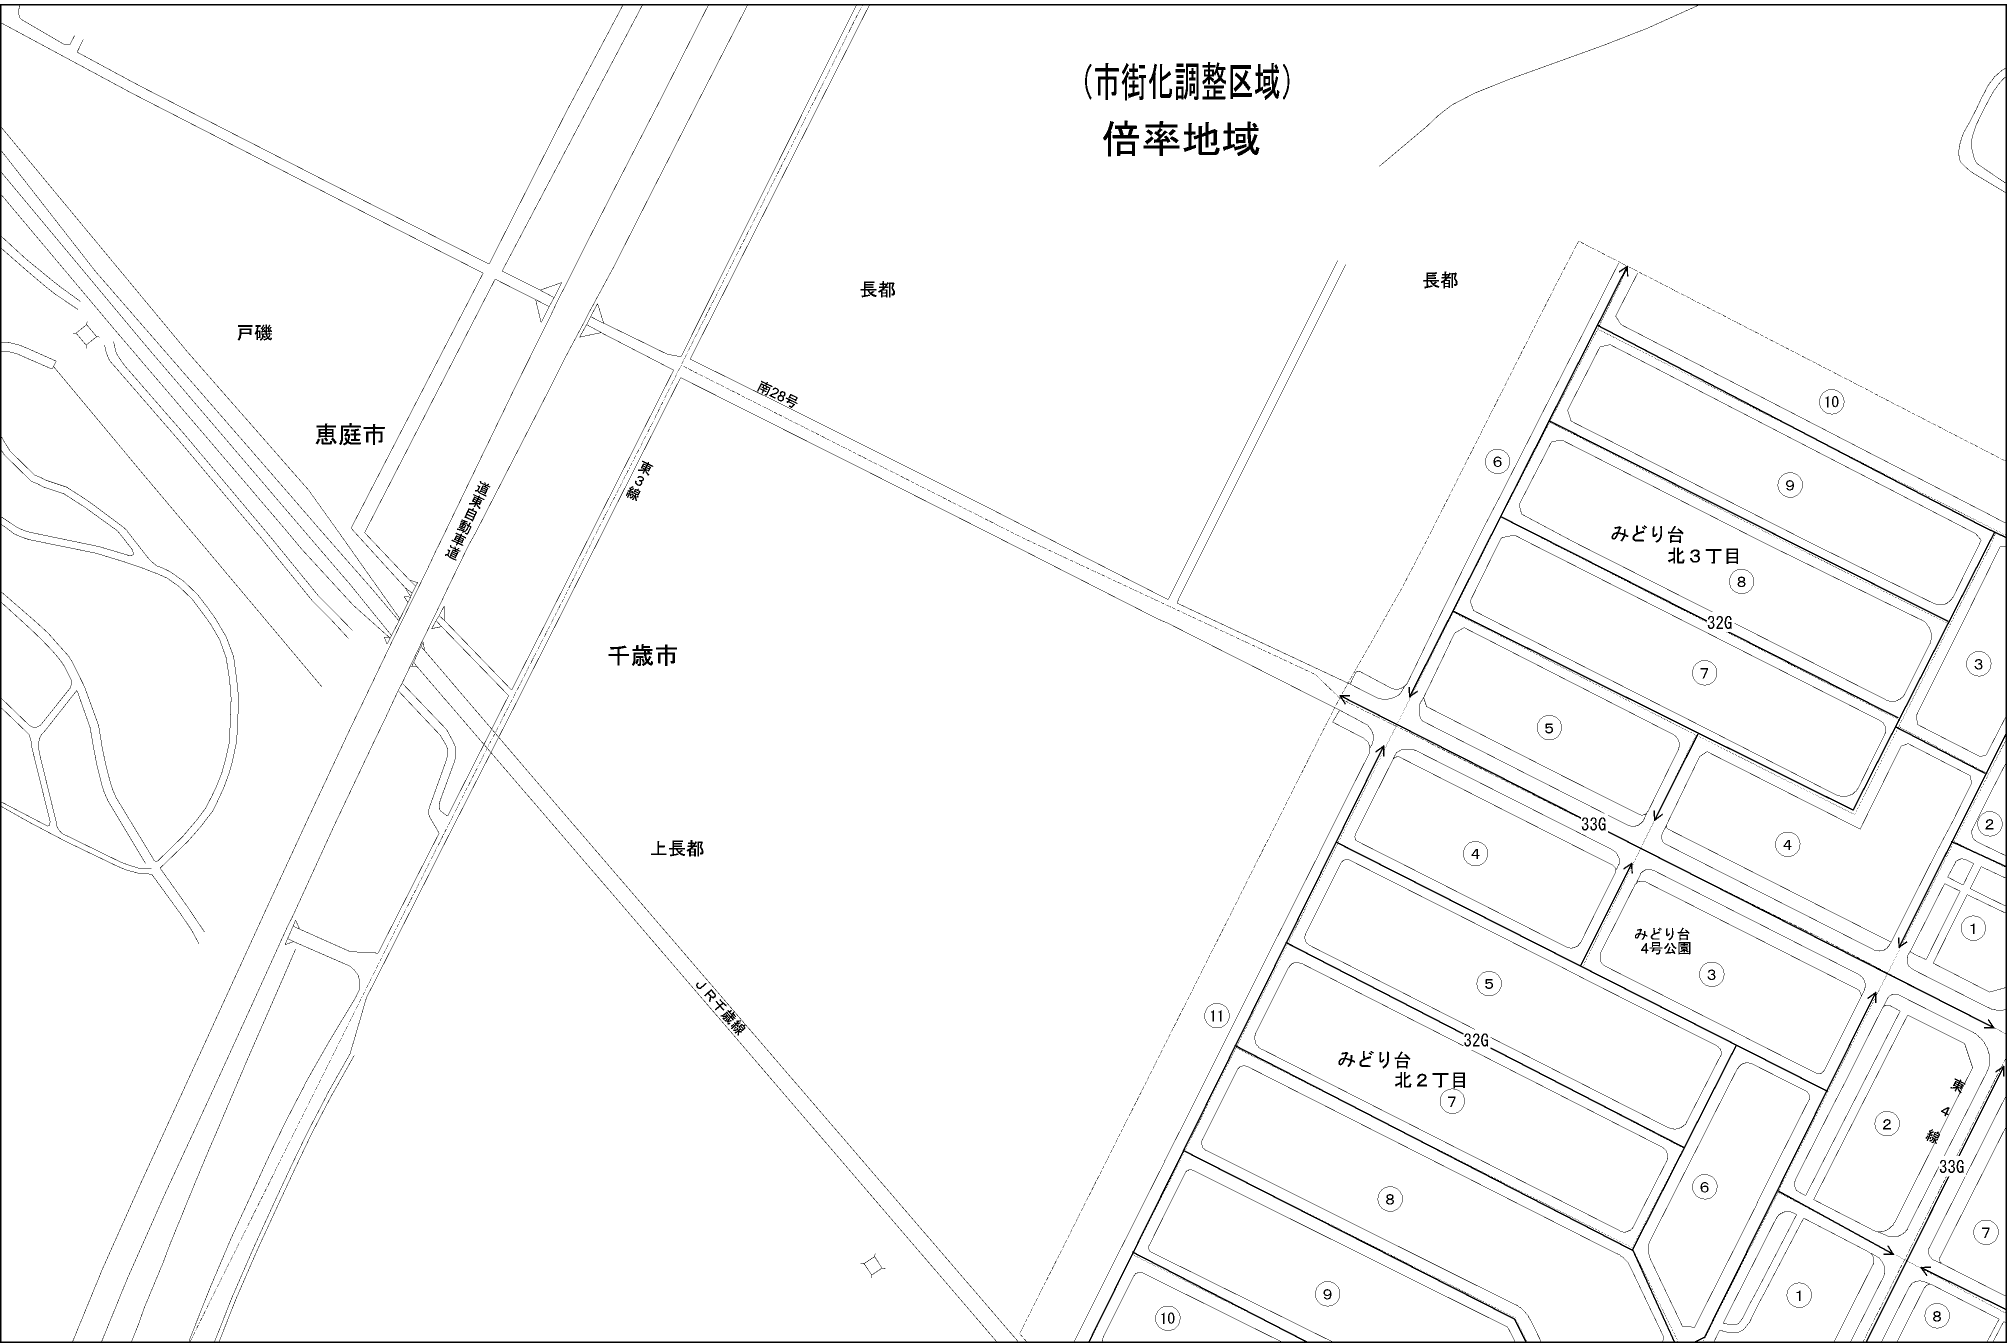 (市街化調整区域)
倍率地域
長都
長都
戸磯
南28号
⑩
恵庭市
⑥
東3線
⑨
道東自動車道
みどり台
北3丁目
⑧
32G
千歳市
③
⑦
⑤
33G
②
上長都
④
④
①
みどり台
4号公園
③
⑤
JR千歳線
⑪
32G
みどり台
北2丁目
⑦
東4線
②
33G
⑥
⑧
⑦
⑨
①
⑩
⑧